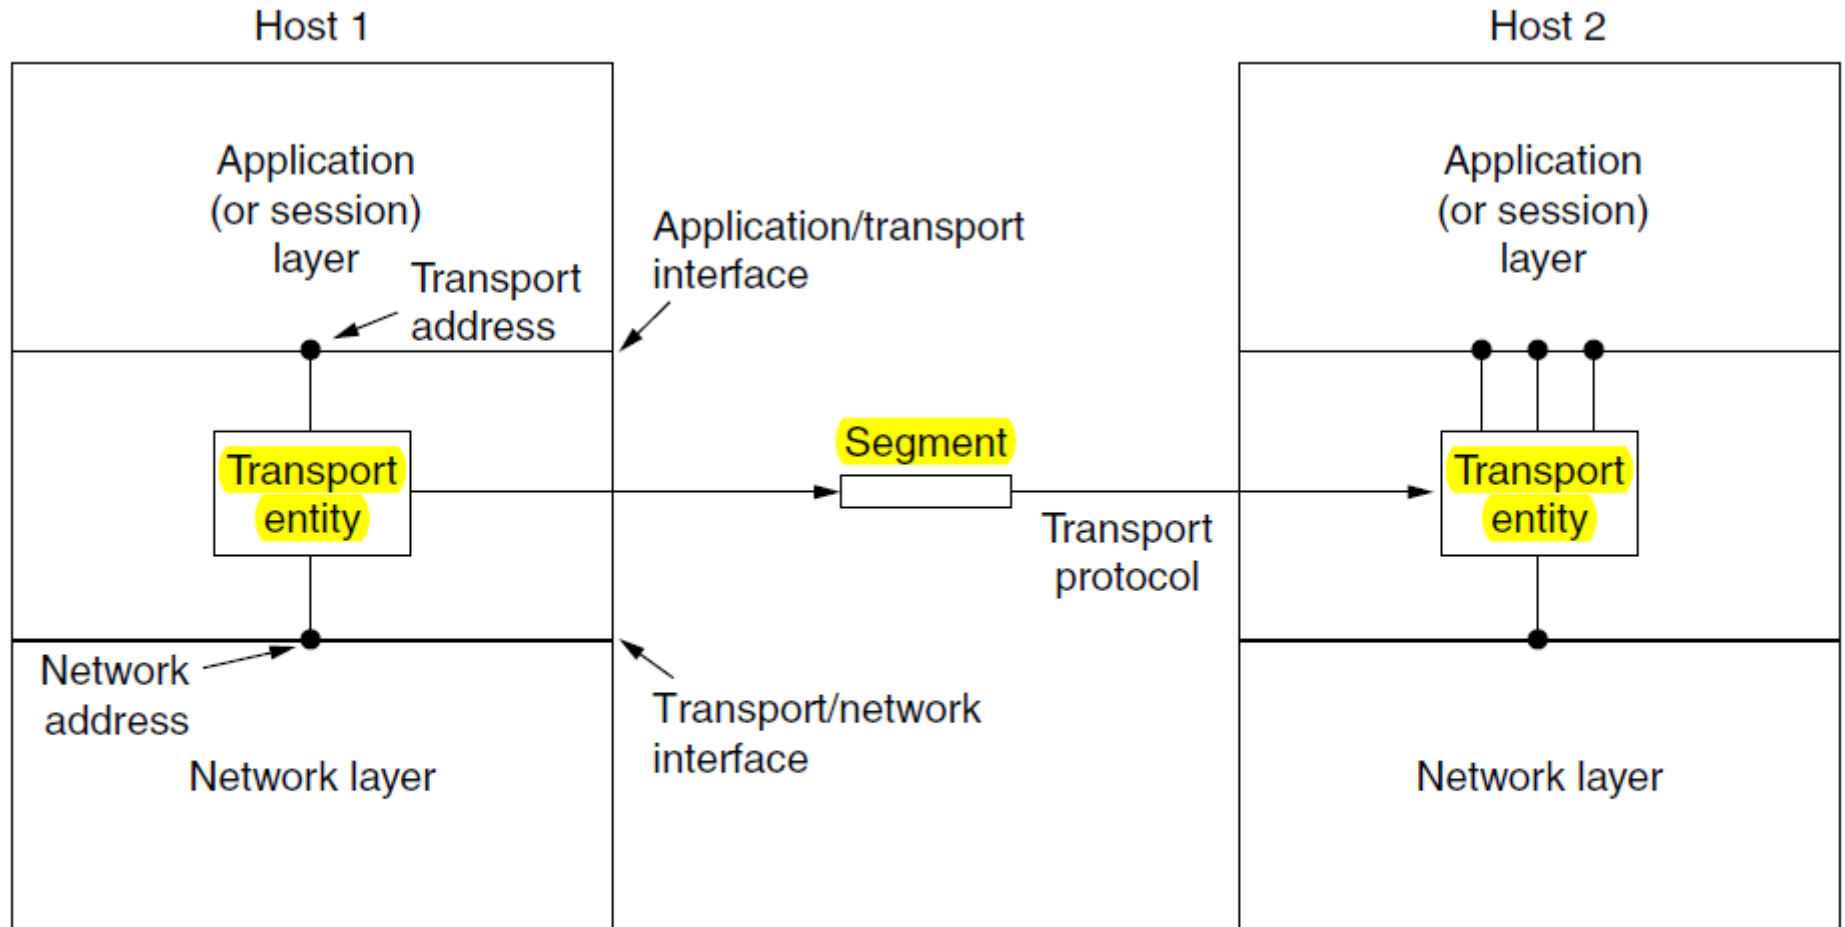 Host 1
Host 2
Application
(or session)
layer
Transport
address
Application/transport
interface
Application
(or session)
layer
Transport
entity
Segment
Transport
protocol
Transport
entity
Network
address
Transport/network
interface
Network layer
Network layer